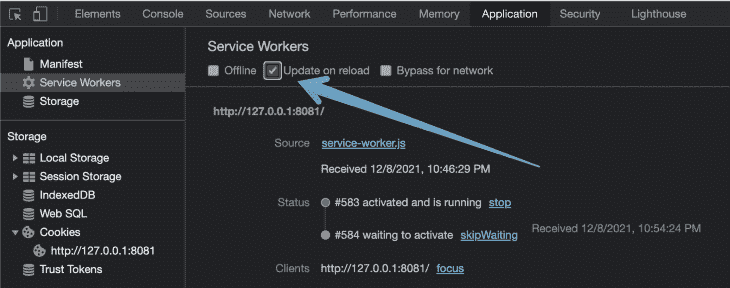 Elements Console Sources Network Performance Memory Application Security Lighthouse
Application
Manifest
Service Workers
Storage
Storage
Local Storage
Session Storage
IndexedDB
Web SQL
Cookies
http://127.0.0.1:8081
Trust Tokens
Service Workers
Offline Update on reload Bypass for network
http://127.0.0.1:8081/
Source service-worker.js
Received 12/8/2021, 10:46:29 PM
Status #583 activated and is running stop
#584 waiting to activate skipWaiting Received 12/8/2021, 10:54:24 PM
Clients http://127.0.0.1:8081/ focus